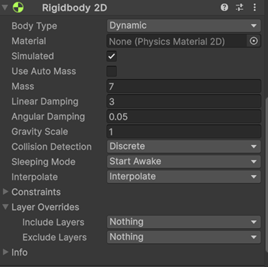 Rigidbody 2D
Body Type Dynamic
Material None (Physics Material 2D)
Simulated
Use Auto Mass
Mass 7
Linear Damping 3
Angular Damping 0.05
Gravity Scale 1
Collision Detection Discrete
Sleeping Mode Start Awake
Interpolate Interpolate
Constraints
Layer Overrides
Include Layers Nothing
Exclude Layers Nothing
Info